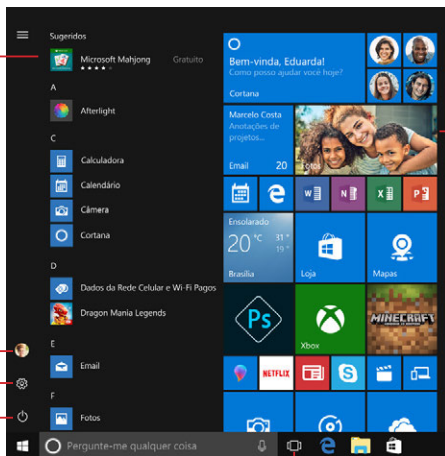 Sugeridos
Microsoft Mahjong Gratuito
A
Afterlight
C
Calculadora
Calendário
Câmera
Cortana
D
Dados da Rede Celular e Wi-Fi Pagos
Dragon Mania Legends
E
Email
F
Fotos
Pergunte-me qualquer coisa
Bem-vinda, Eduarda!
Como posso ajudar você hoje?
Cortana
Marcelo Costa
Anotações de
projetos...
Email 20
Fotos
Ensolarado
20 °C 31°
19°
Brasília
Loja
Mapas
Ps
Xbox
MINECRAFT
NETFLIX